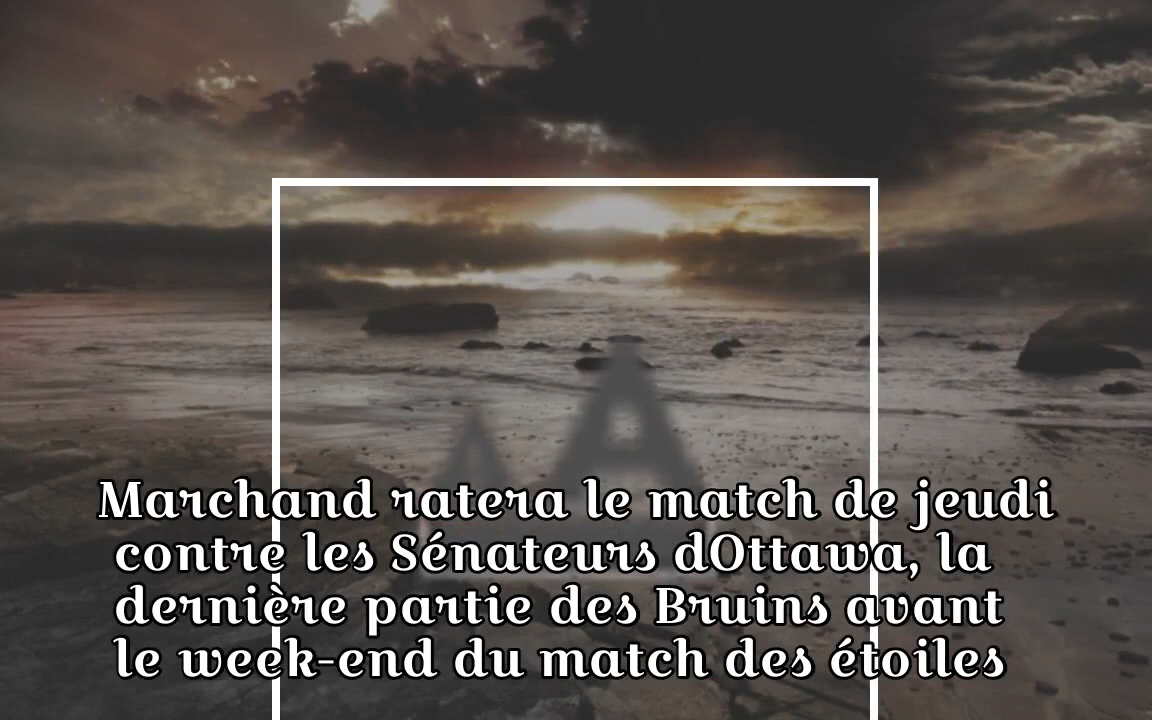 Marchand ratera le match de jeudi
contre les Sénateurs dOttawa, la
dernière partie des Bruins avant
le week-end du match des étoiles